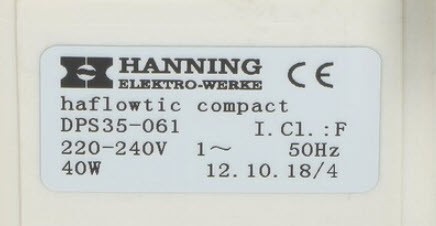 HANNING
ELEKTRO-WERKE
CE
haflowtic compact
DPS35-061 I.Cl.:F
220-240V 1~ 50Hz
40W 12.10.18/4